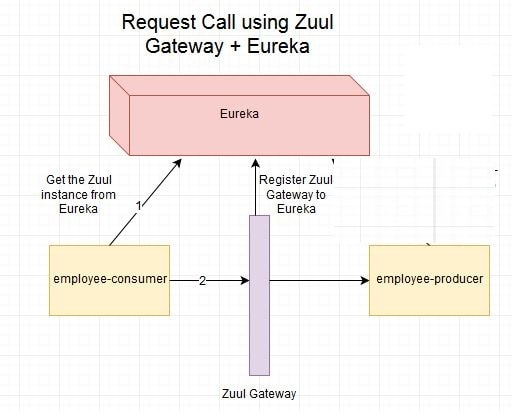 Request Call using Zuul
Gateway + Eureka
Eureka
Get the Zuul
instance from
Eureka
1
Register Zuul
Gateway to
Eureka
employee-consumer
2
employee-producer
Zuul Gateway